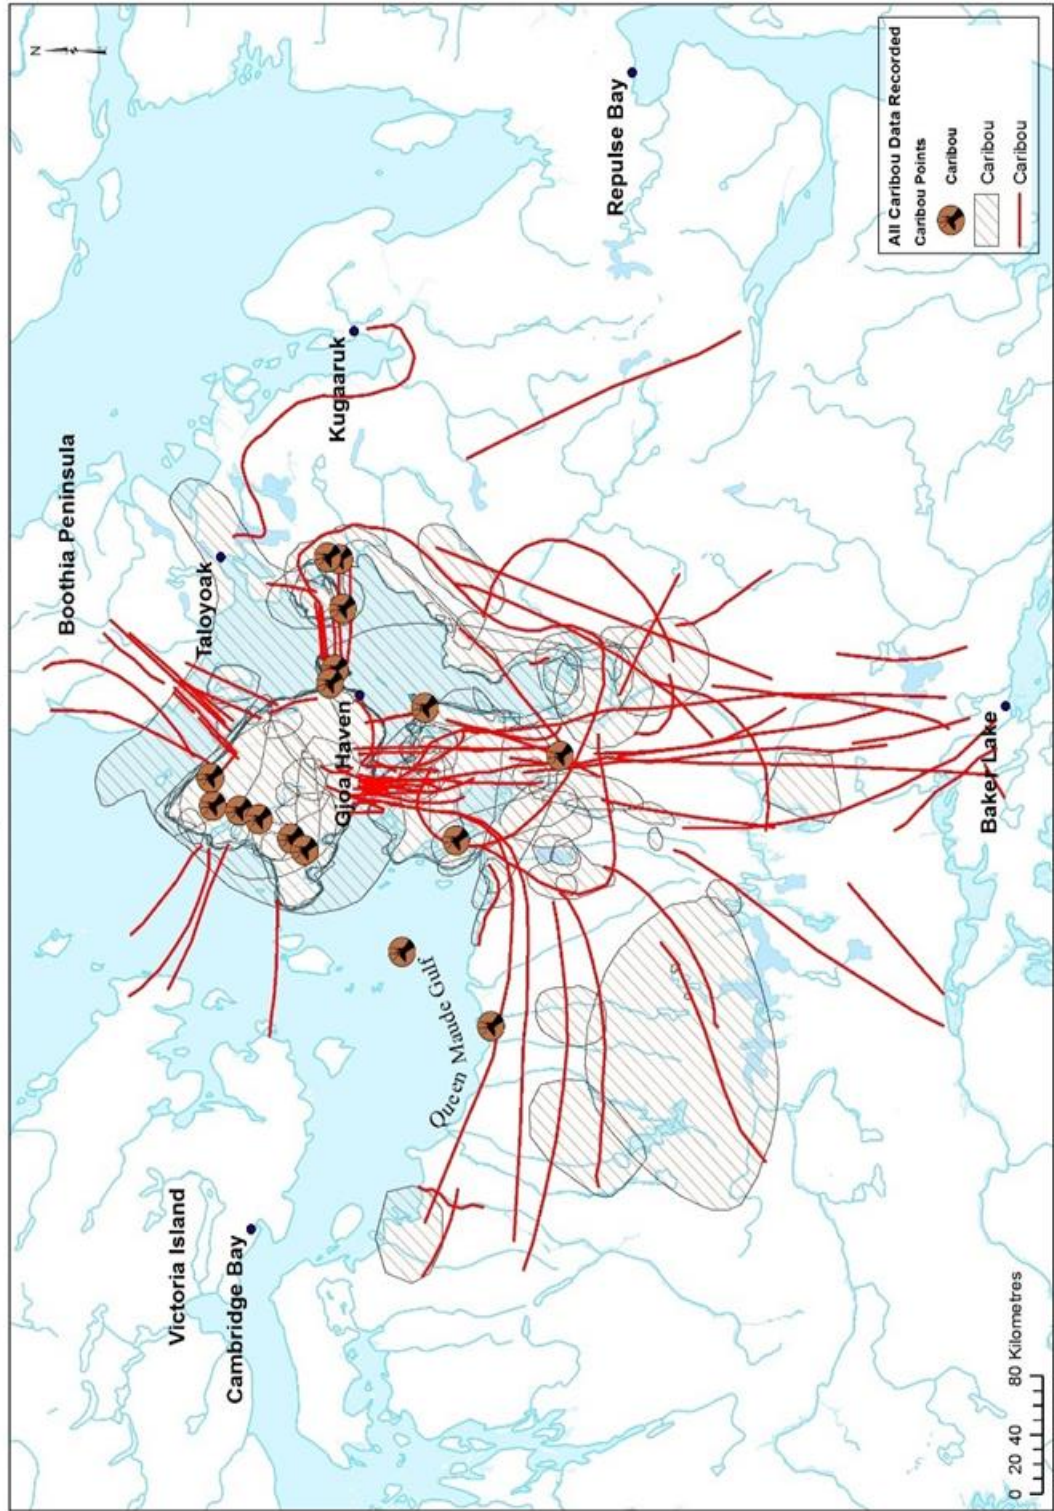 N
Boothia Peninsula
Taloyoak
Victoria Island
Cambridge Bay
Kugaaruk
Gjoa Haven
Queen Maude Gulf
Repulse Bay
Baker Lake
All Caribou Data Recorded
Caribou Points
Caribou
Caribou
Caribou
0 20 40 80 Kilometres